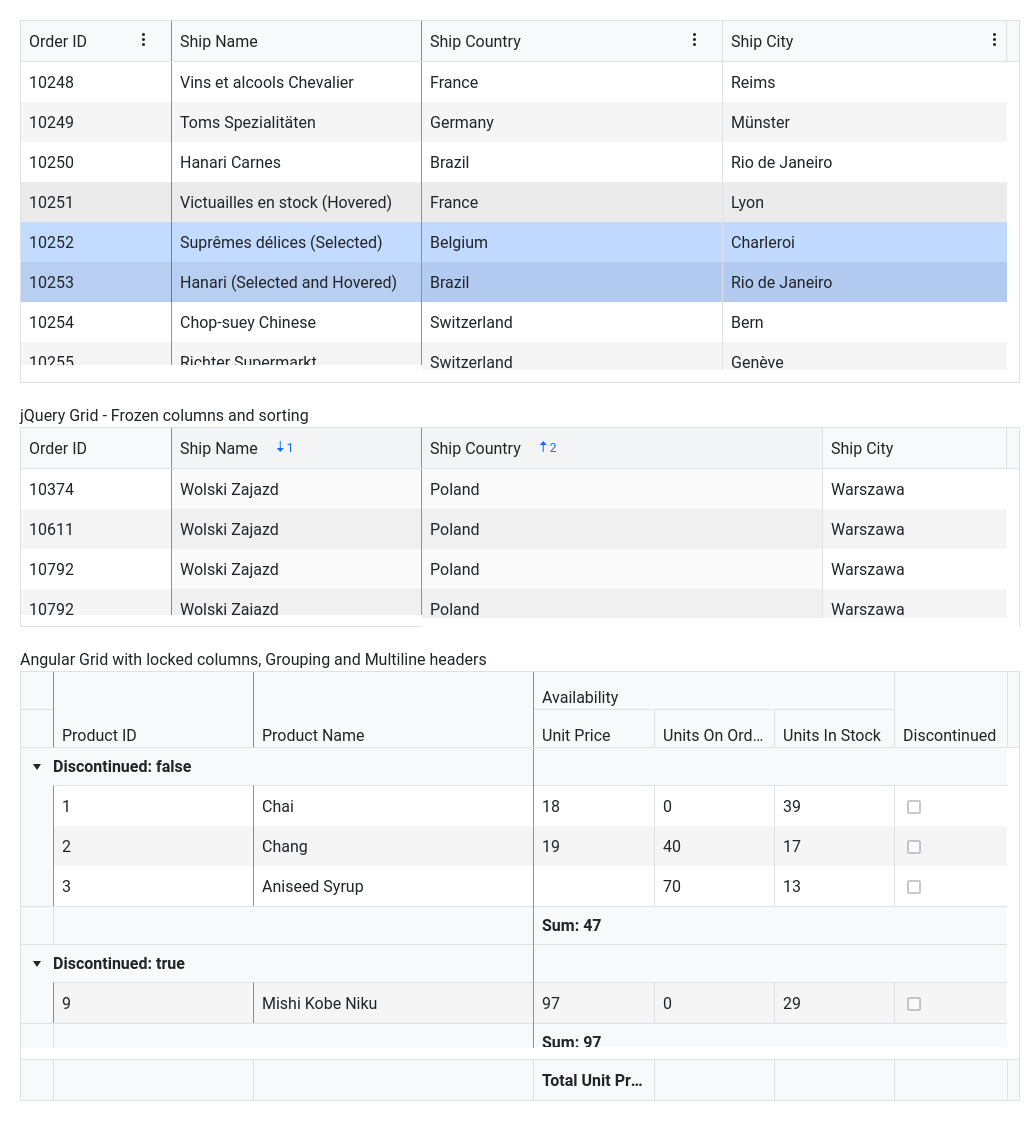 Order ID Ship Name Ship Country Ship City
10248 Vins et alcools Chevalier France Reims
10249 Toms Spezialitäten Germany Münster
10250 Hanari Carnes Brazil Rio de Janeiro
10251 Victuailles en stock (Hovered) France Lyon
10252 Suprêmes délices (Selected) Belgium Charleroi
10253 Hanari (Selected and Hovered) Brazil Rio de Janeiro
10254 Chop-suey Chinese Switzerland Bern
10255 Richter Supermarkt Switzerland Genève
jQuery Grid - Frozen columns and sorting
Order ID Ship Name 1 Ship Country 2 Ship City
10374 Wolski Zajazd Poland Warszawa
10611 Wolski Zajazd Poland Warszawa
10792 Wolski Zajazd Poland Warszawa
10792 Wolski Zajazd Poland Warszawa
Angular Grid with locked columns, Grouping and Multiline headers
Availability
Product ID Product Name Unit Price Units On Ord... Units In Stock Discontinued
Discontinued: false
1 Chai 18 0 39
2 Chang 19 40 17
3 Aniseed Syrup 70 13
Sum: 47
Discontinued: true
9 Mishi Kobe Niku 97 0 29
Sum: 97
Total Unit Pr...